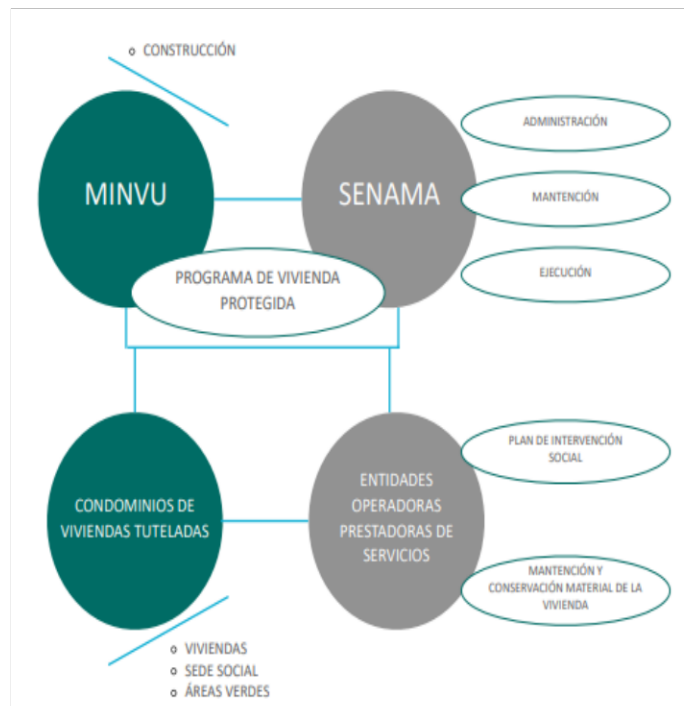 CONSTRUCCIÓN
MINVU
SENAMA
ADMINISTRACIÓN
MANTENCIÓN
EJECUCIÓN
PROGRAMA DE VIVIENDA
PROTEGIDA
CONDOMINIOS DE
VIVIENDAS TUTELADAS
ENTIDADES
OPERADORAS
PRESTADORAS DE
SERVICIOS
PLAN DE INTERVENCIÓN
SOCIAL
MANTENCIÓN Y
CONSERVACIÓN MATERIAL DE LA
VIVIENDA
VIVIENDAS
SEDE SOCIAL
ÁREAS VERDES